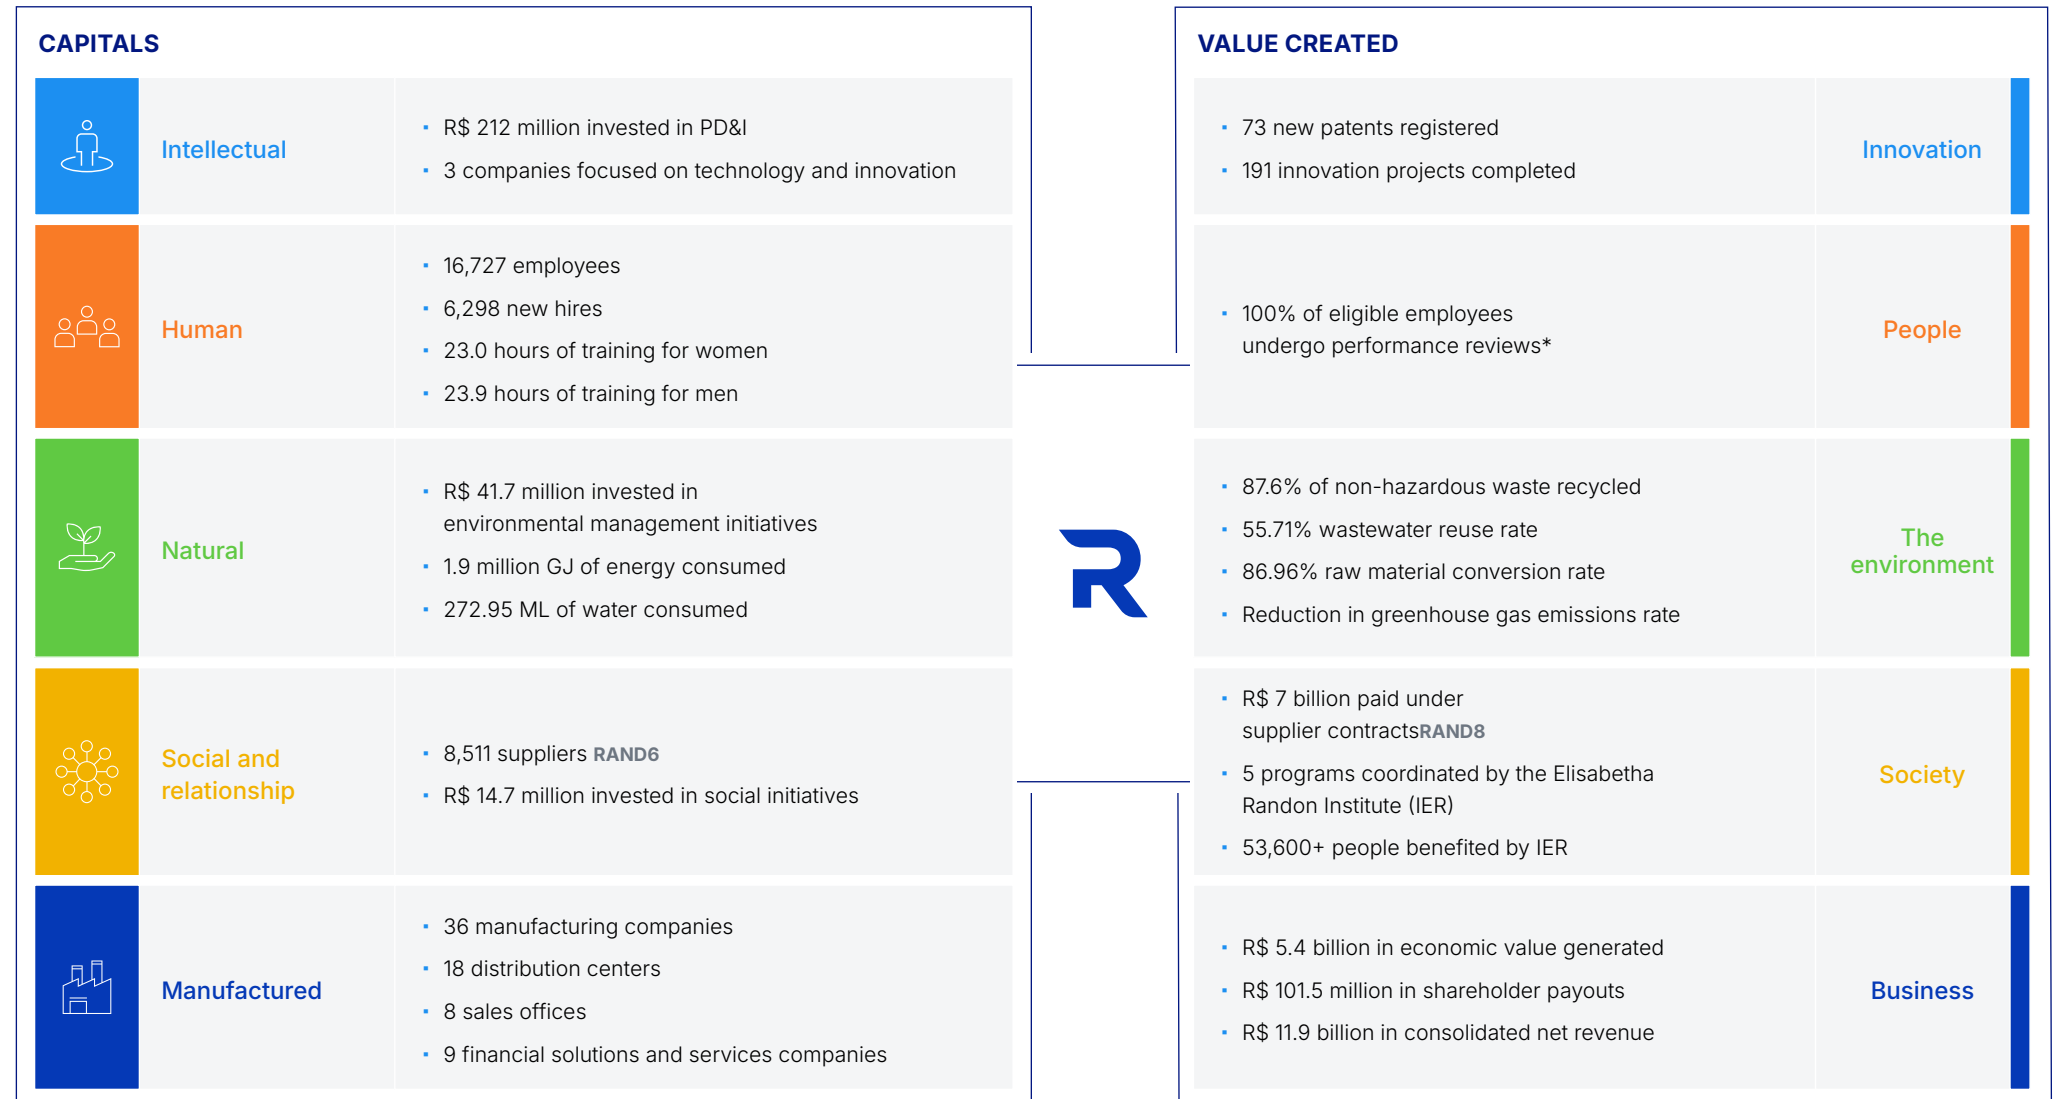 CAPITALS
Intellectual
R$ 212 million invested in PD&I
3 companies focused on technology and innovation
Human
16,727 employees
6,298 new hires
23.0 hours of training for women
23.9 hours of training for men
Natural
R$ 41.7 million invested in
environmental management initiatives
1.9 million GJ of energy consumed
272.95 ML of water consumed
Social and
relationship
8,511 suppliers RAND6
R$ 14.7 million invested in social initiatives
Manufactured
36 manufacturing companies
18 distribution centers
8 sales offices
9 financial solutions and services companies
R
VALUE CREATED
73 new patents registered
191 innovation projects completed
Innovation
100% of eligible employees
undergo performance reviews*
People
87.6% of non-hazardous waste recycled
55.71% wastewater reuse rate
86.96% raw material conversion rate
Reduction in greenhouse gas emissions rate
The
environment
R$ 7 billion paid under
supplier contractsRAND8
5 programs coordinated by the Elisabetha
Randon Institute (IER)
53,600+ people benefited by IER
Society
R$ 5.4 billion in economic value generated
R$ 101.5 million in shareholder payouts
R$ 11.9 billion in consolidated net revenue
Business